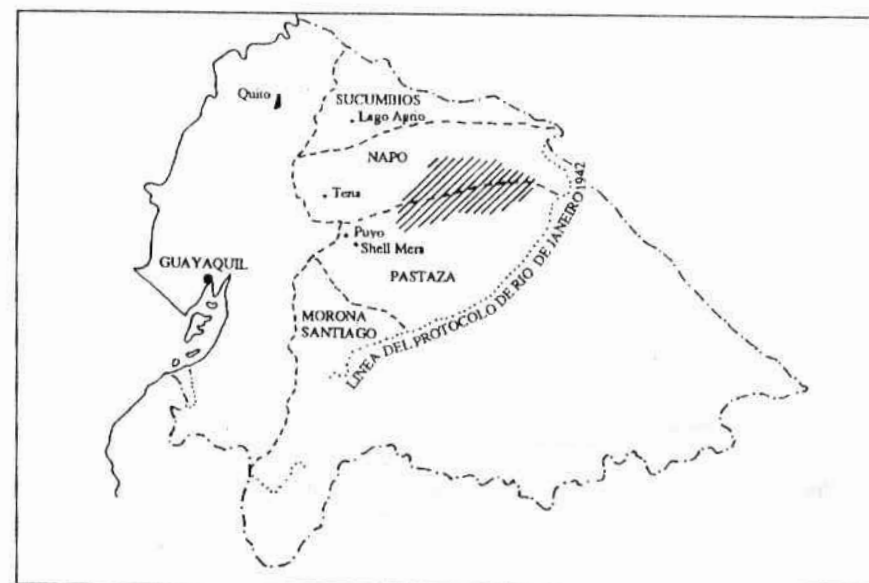 Quito
SUCUMBIOS
Lago Agrio
NAPO
Tena
Puyo
Shell Mera
GUAYAQUIL
PASTAZA
MORONA
SANTIAGO
LINEA DEL PROTOCOLO DE RIO DE JANEIRO 1942